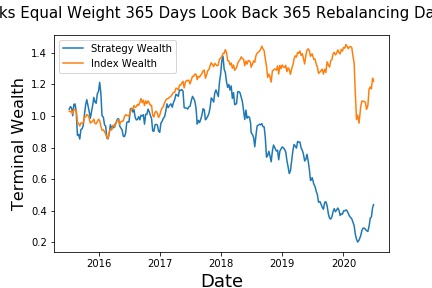 ks Equal Weight 365 Days Look Back 365 Rebalancing Da
Strategy Wealth
Index Wealth
Terminal Wealth
1.4
1.2
1.0
0.8
0.6
0.4
0.2
2016 2017 2018 2019 2020
Date